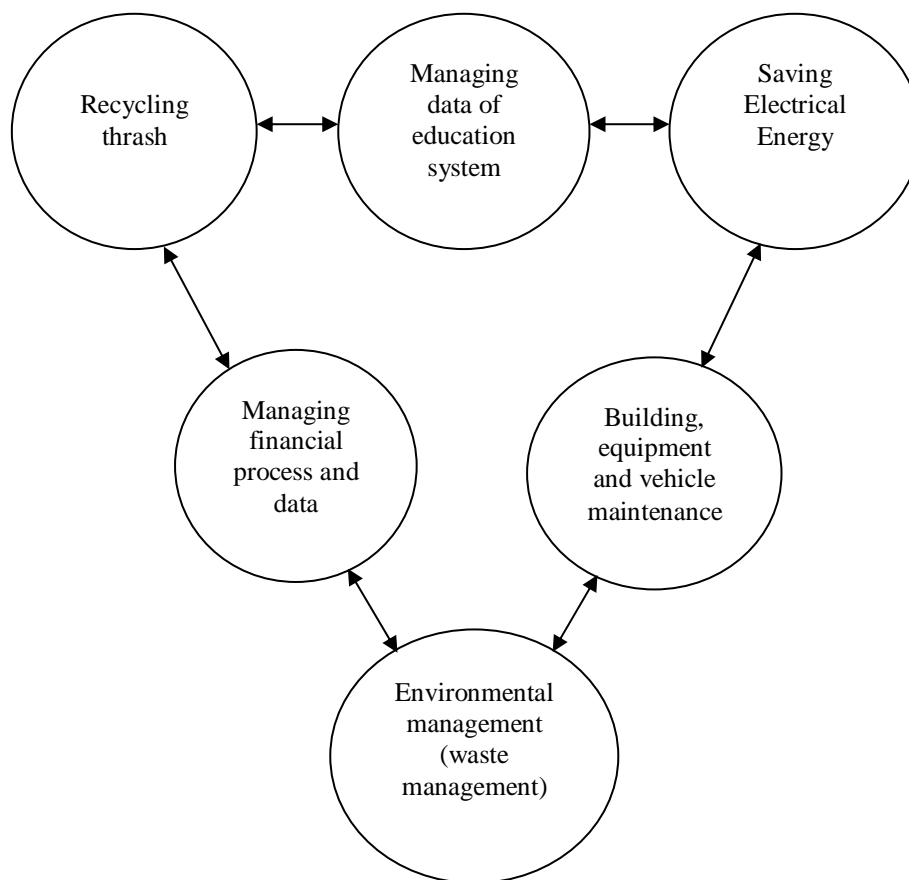 Recycling
thrash
Managing
data of
education
system
Saving
Electrical
Energy
Managing
financial
process and
data
Building,
equipment
and vehicle
maintenance
Environmental
management
(waste
management)